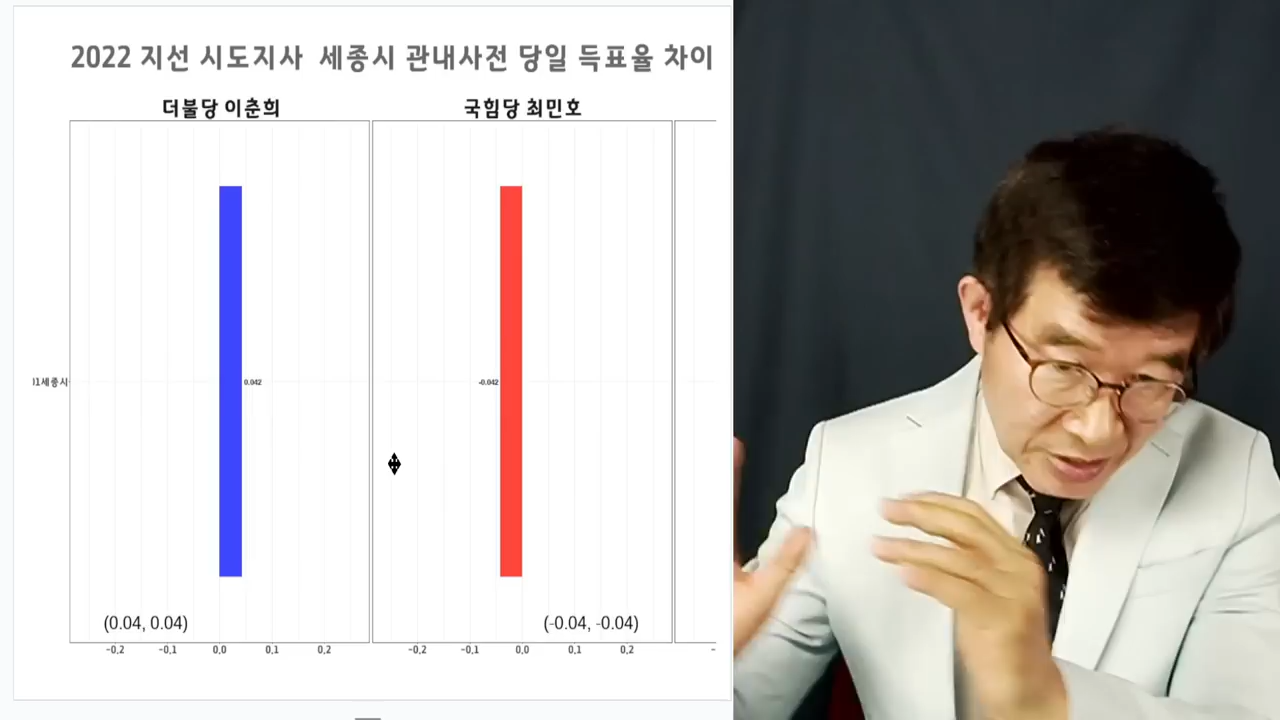 2022 지선 시도지사 세종시 관내사전 당일 득표율 차이
더불당 이춘희
국힘당 최민호
세종시
0.042
-0.042
(0.04, 0.04)
(-0.04, -0.04)
-0.2 -0.1 0.0 0.1 0.2
-0.2 -0.1 0.0 0.1 0.2